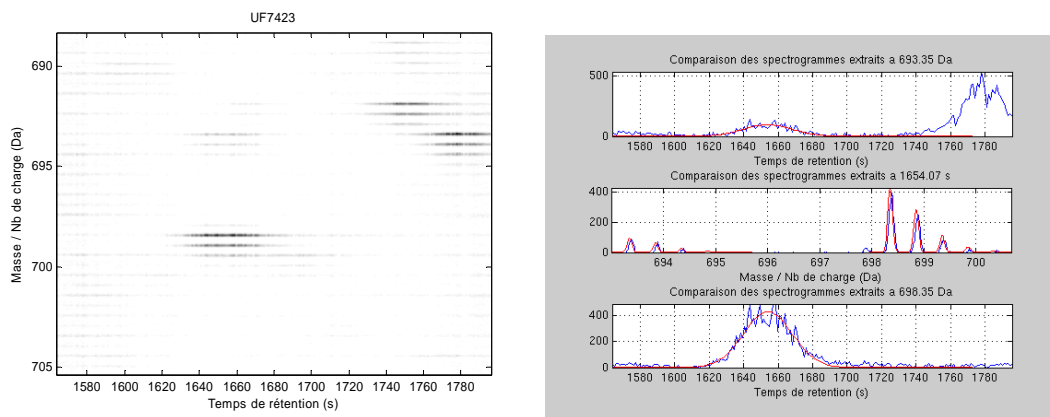 UF7423
690
695
700
705
Masse / Nb de charge (Da)
1580 1600 1620 1640 1660 1680 1700 1720 1740 1760 1780
Temps de rétention (s)
Comparaison des spectrogrammes extraits a 693.35 Da
500
0
1580 1600 1620 1640 1660 1680 1700 1720 1740 1760 1780
Temps de retention (s)
Comparaison des spectrogrammes extraits a 1654.07 s
400
200
0
694 695 696 697 698 699 700
Masse / Nb de charge (Da)
Comparaison des spectrogrammes extraits a 698.35 Da
400
200
0
1580 1600 1620 1640 1660 1680 1700 1720 1740 1760 1780
Temps de retention (s)